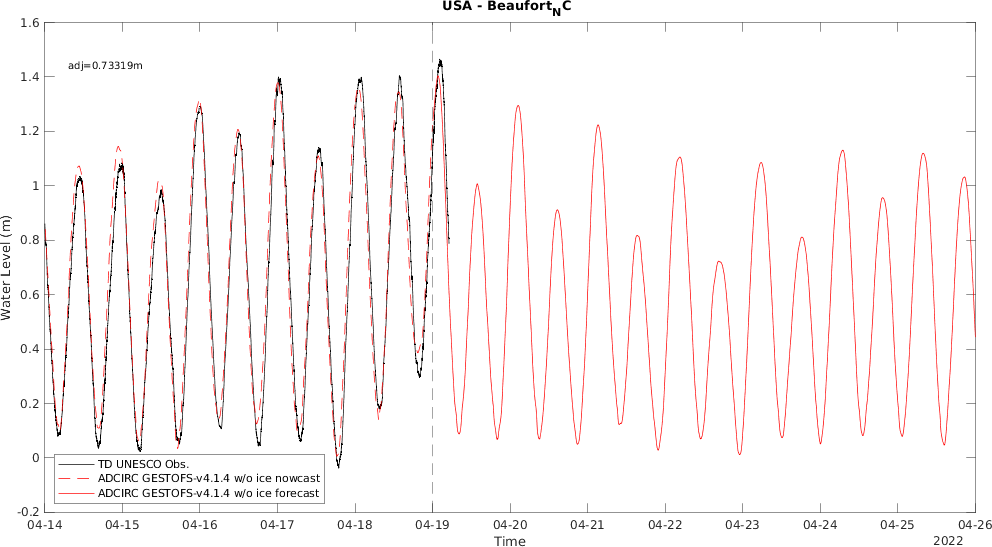 USA - Beaufort_NC
adj=0.73319m
Water Level (m)
1.6
1.4
1.2
1
0.8
0.6
0.4
0.2
0
-0.2
TD UNESCO Obs.
ADCIRC GESTOFS-v4.1.4 w/o ice nowcast
ADCIRC GESTOFS-v4.1.4 w/o ice forecast
04-14 04-15 04-16 04-17 04-18 04-19 04-20 04-21 04-22 04-23 04-24 04-25 04-26
Time
2022